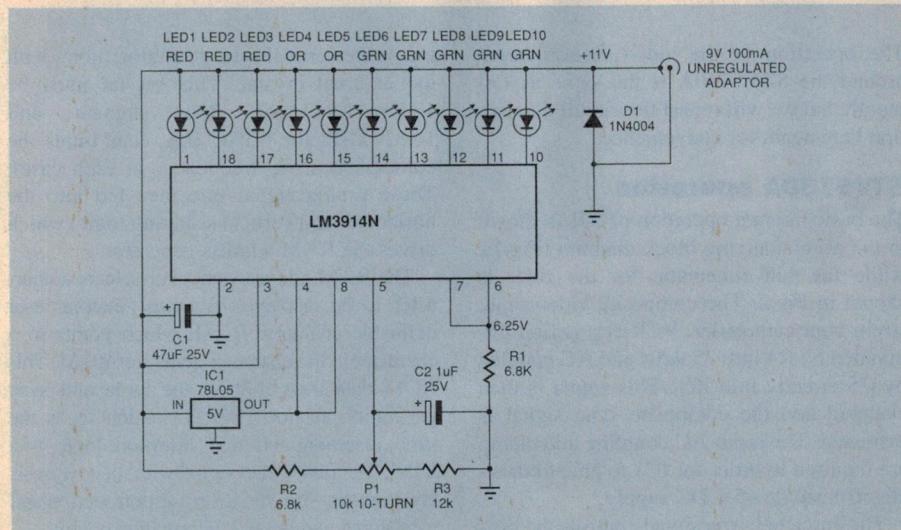 LED1 LED2 LED3 LED4 LED5 LED6 LED7 LED8 LED9 LED10
RED RED RED OR OR GRN GRN GRN GRN GRN
+11V
9V 100mA
UNREGULATED
ADAPTOR
D1
1N4004
1 18 17 16 15 14 13 12 11 10
LM3914N
2 3 4 8 5 7 6
+
C1
47uF 25V
6.25V
R1
6.8K
C2 1uF
25V
+
IC1
78L05
IN
5V
OUT
R2
6.8k
P1
10k 10-TURN
R3
12k